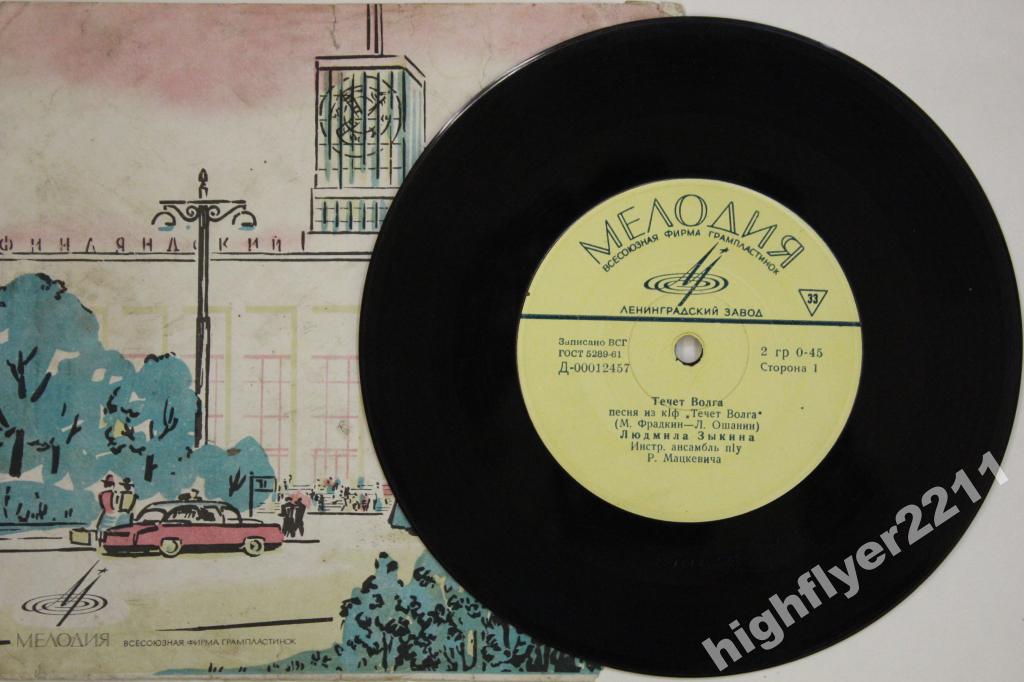 ФИНЛЯНДСКИЙ
МЕЛОДИЯ
ВСЕСОЮЗНАЯ ФИРМА ГРАМПЛАСТИНОК
МЕЛОДИЯ
ВСЕСОЮЗНАЯ ФИРМА ГРАМПЛАСТИНОК
ЛЕНИНГРАДСКИЙ ЗАВОД
33
Записано ВСГ
ГОСТ 5289-61
Д-00012457
2 гр 0-45
Сторона 1
Течет Волга
песня из к|ф „Течет Волга"
(М. Фрадкин—Л. Ошанин)
Людмила Зыкина
Инстр. ансамбль п|у
Р. Мацкевича
highflyer2211